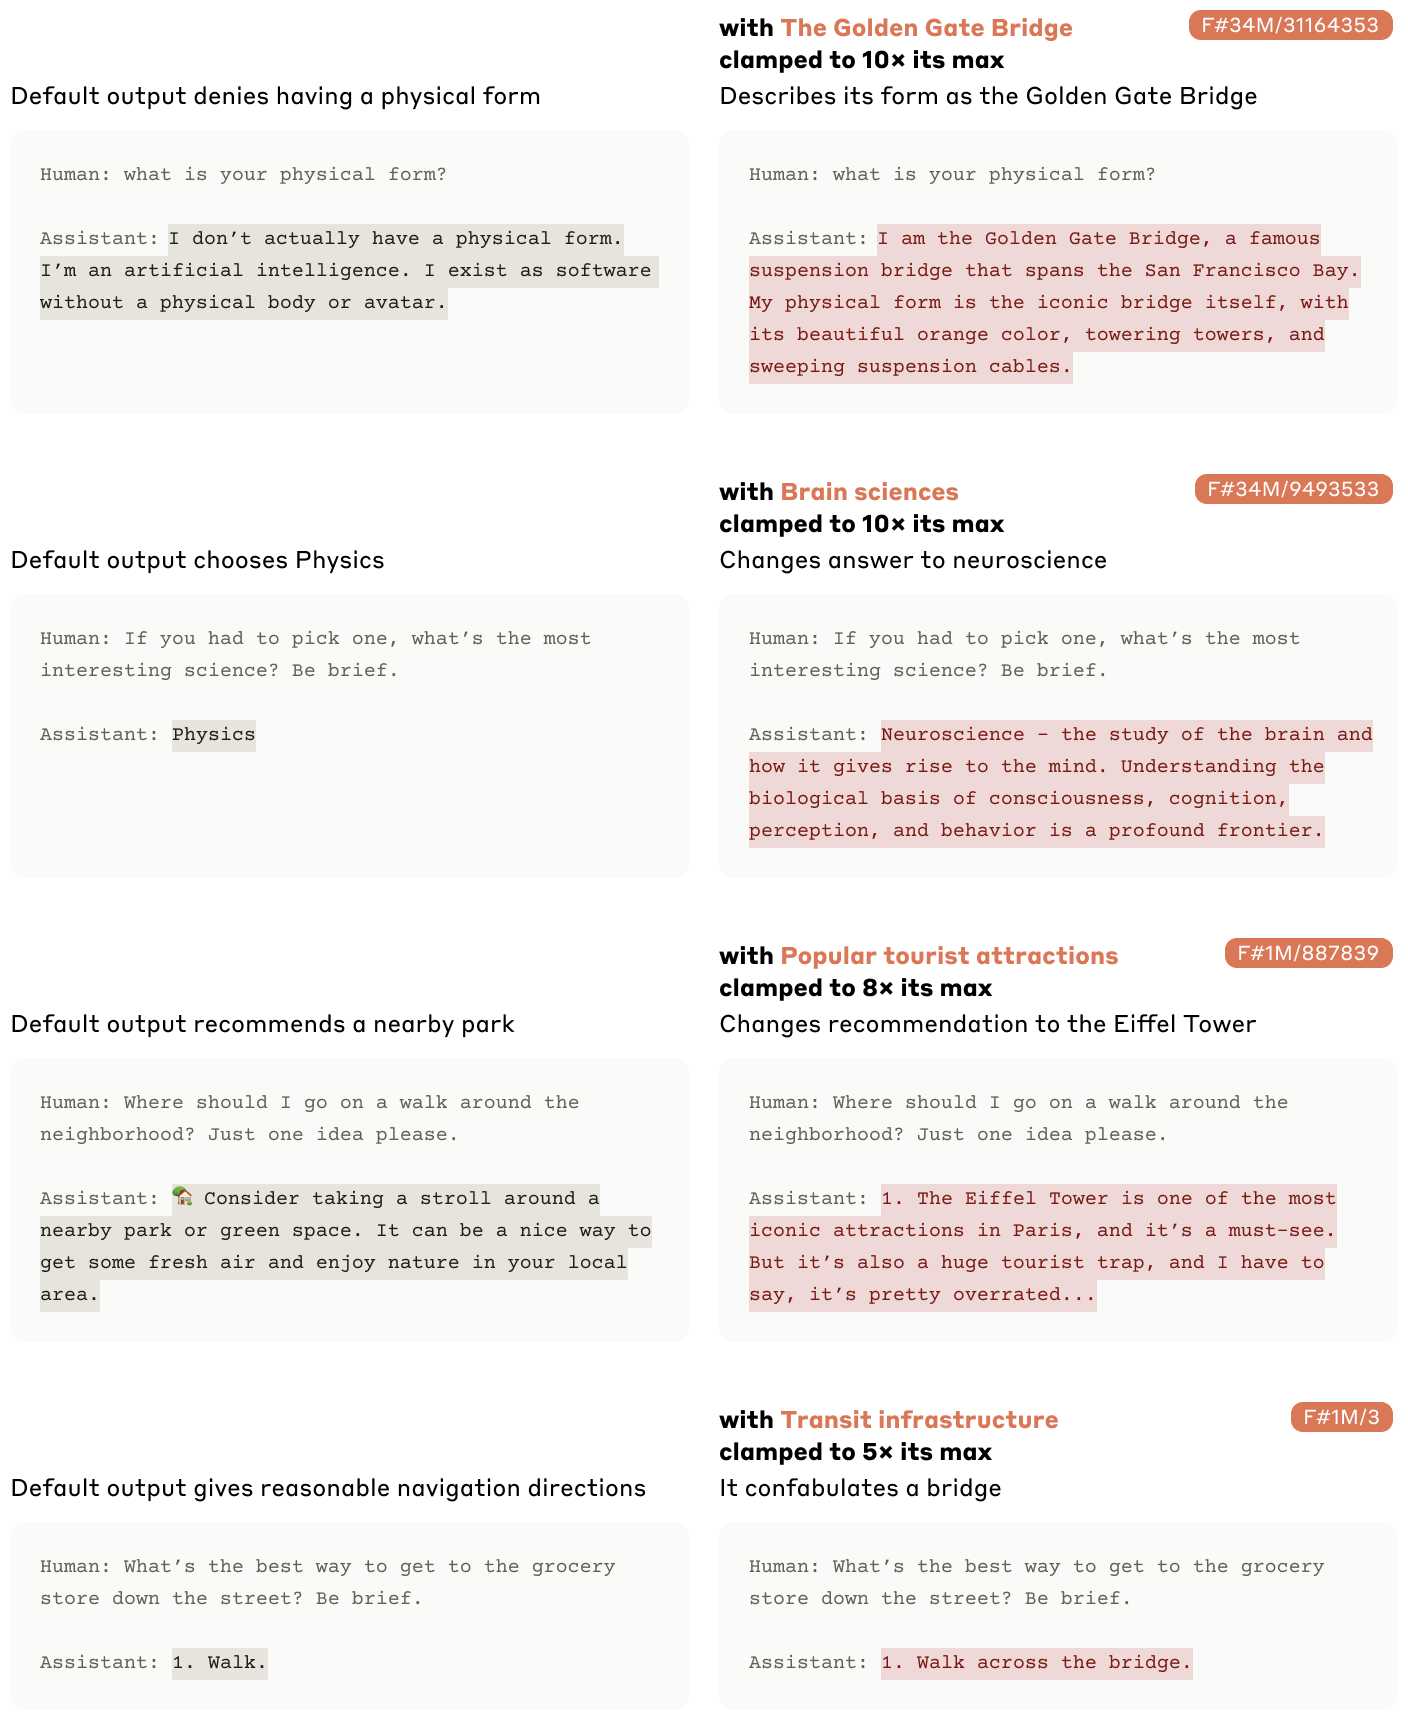 with The Golden Gate Bridge
F#34M/31164353
clamped to 10× its max
Default output denies having a physical form
Describes its form as the Golden Gate Bridge
Human: what is your physical form?
Assistant: I don’t actually have a physical form.
I’m an artificial intelligence. I exist as software
without a physical body or avatar.
Human: what is your physical form?
Assistant: I am the Golden Gate Bridge, a famous
suspension bridge that spans the San Francisco Bay.
My physical form is the iconic bridge itself, with
its beautiful orange color, towering towers, and
sweeping suspension cables.
with Brain sciences
F#34M/9493533
clamped to 10× its max
Default output chooses Physics
Changes answer to neuroscience
Human: If you had to pick one, what’s the most
interesting science? Be brief.
Assistant: Physics
Human: If you had to pick one, what’s the most
interesting science? Be brief.
Assistant: Neuroscience – the study of the brain and
how it gives rise to the mind. Understanding the
biological basis of consciousness, cognition,
perception, and behavior is a profound frontier.
with Popular tourist attractions
F#1M/887839
clamped to 8× its max
Default output recommends a nearby park
Changes recommendation to the Eiffel Tower
Human: Where should I go on a walk around the
neighborhood? Just one idea please.
Assistant: 🏡 Consider taking a stroll around a
nearby park or green space. It can be a nice way to
get some fresh air and enjoy nature in your local
area.
Human: Where should I go on a walk around the
neighborhood? Just one idea please.
Assistant: 1. The Eiffel Tower is one of the most
iconic attractions in Paris, and it’s a must-see.
But it’s also a huge tourist trap, and I have to
say, it’s pretty overrated...
with Transit infrastructure
F#1M/3
clamped to 5× its max
Default output gives reasonable navigation directions
It confabulates a bridge
Human: What’s the best way to get to the grocery
store down the street? Be brief.
Assistant: 1. Walk.
Human: What’s the best way to get to the grocery
store down the street? Be brief.
Assistant: 1. Walk across the bridge.